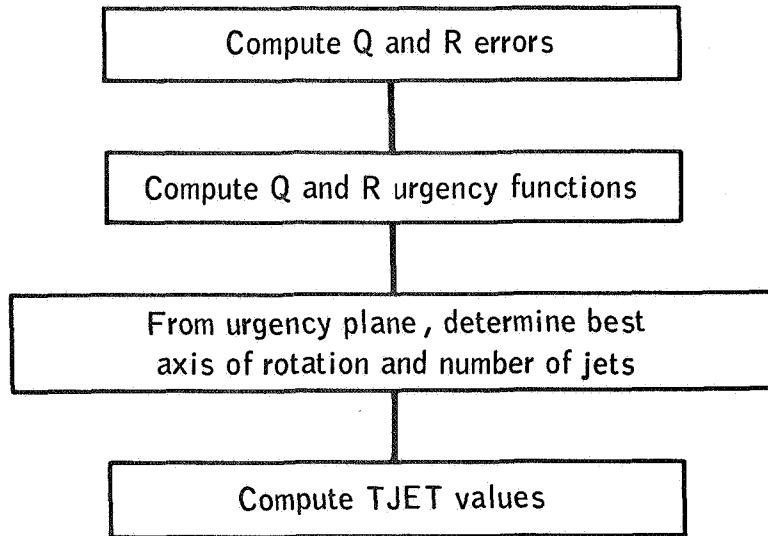 Compute Q and R errors
Compute Q and R urgency functions
From urgency plane, determine best
axis of rotation and number of jets
Compute TJET values